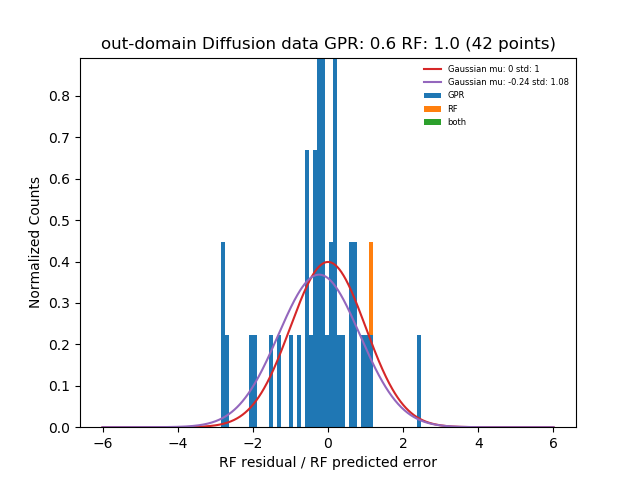 out-domain Diffusion data GPR: 0.6 RF: 1.0 (42 points)
Gaussian mu: 0 std: 1
Gaussian mu: -0.24 std: 1.08
GPR
RF
both
Normalized Counts
0.8
0.7
0.6
0.5
0.4
0.3
0.2
0.1
0.0
−6 −4 −2 0 2 4 6
RF residual / RF predicted error